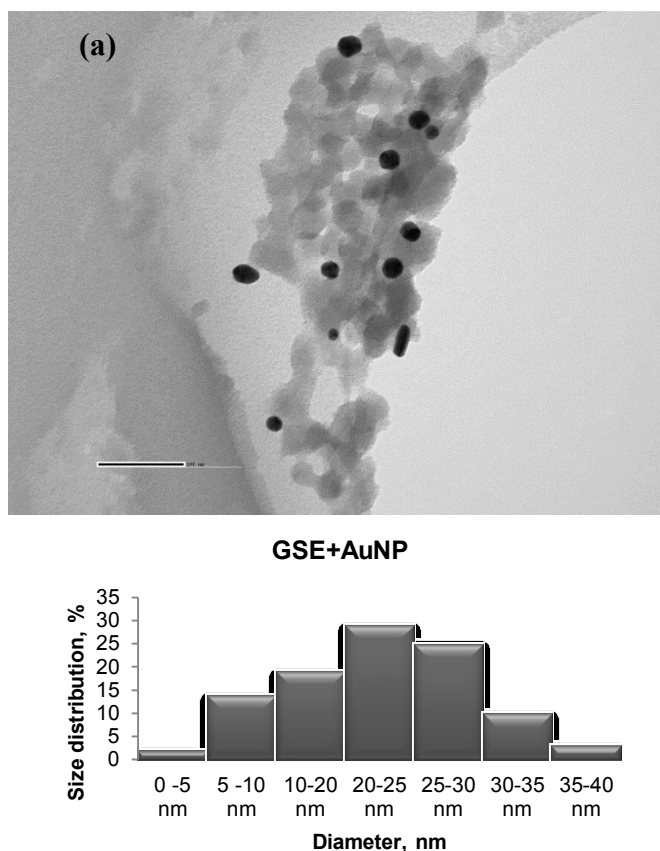 (a)
GSE+AuNP
Size distribution, %
35
30
25
20
15
10
5
0
0 -5 nm
5 -10 nm
10-20 nm
20-25 nm
25-30 nm
30-35 nm
35-40 nm
Diameter, nm